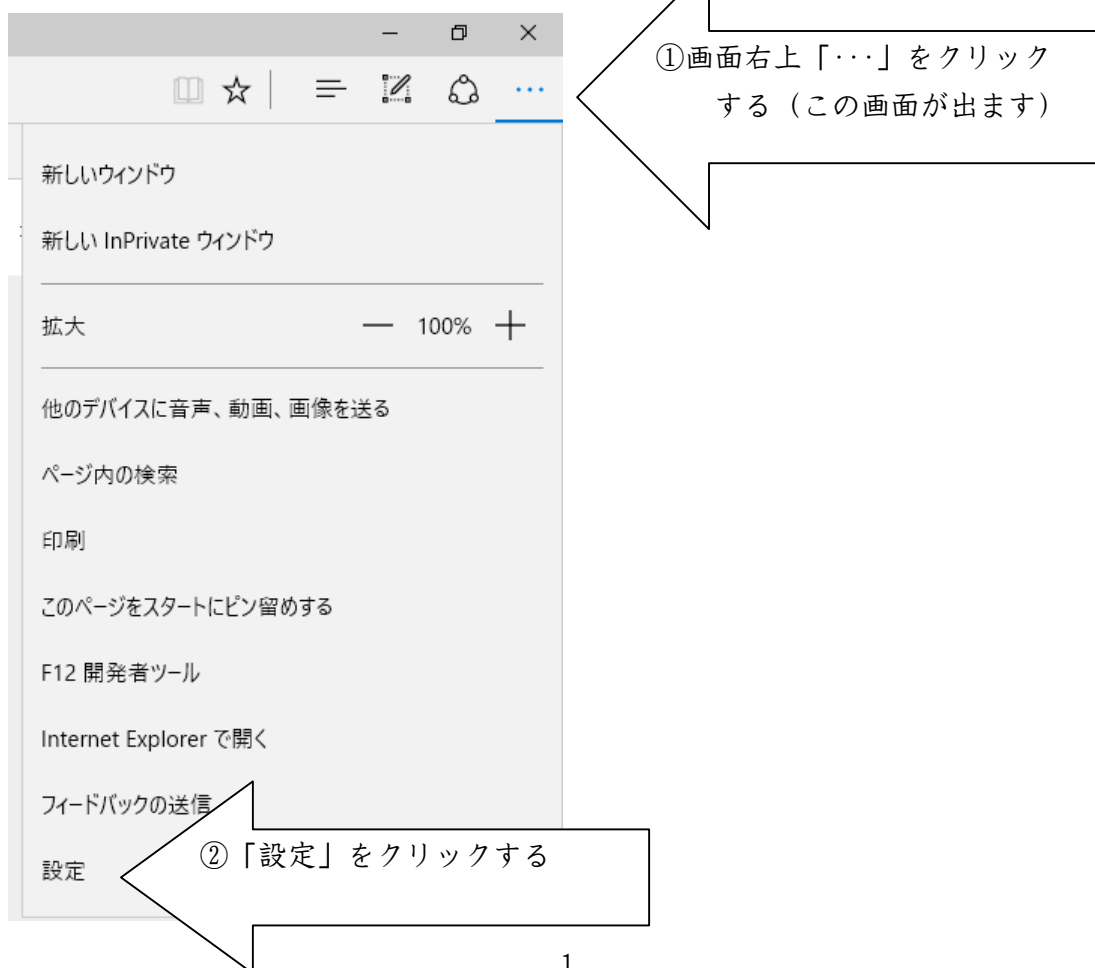 ①画面右上「・・・」をクリック
する（この画面が出ます）
新しいウィンドウ
新しい InPrivate ウィンドウ
拡大 100%
他のデバイスに音声、動画、画像を送る
ページ内の検索
印刷
このページをスタートにピン留めする
F12 開発者ツール
Internet Explorer で開く
フィードバックの送信
設定
②「設定」をクリックする
1